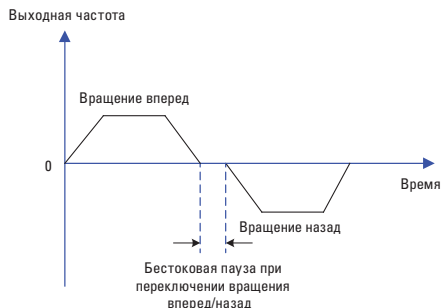 Выходная частота
Вращение вперед
0
Время
Вращение назад
Бестоковая пауза при
переключении вращения
вперед/назад